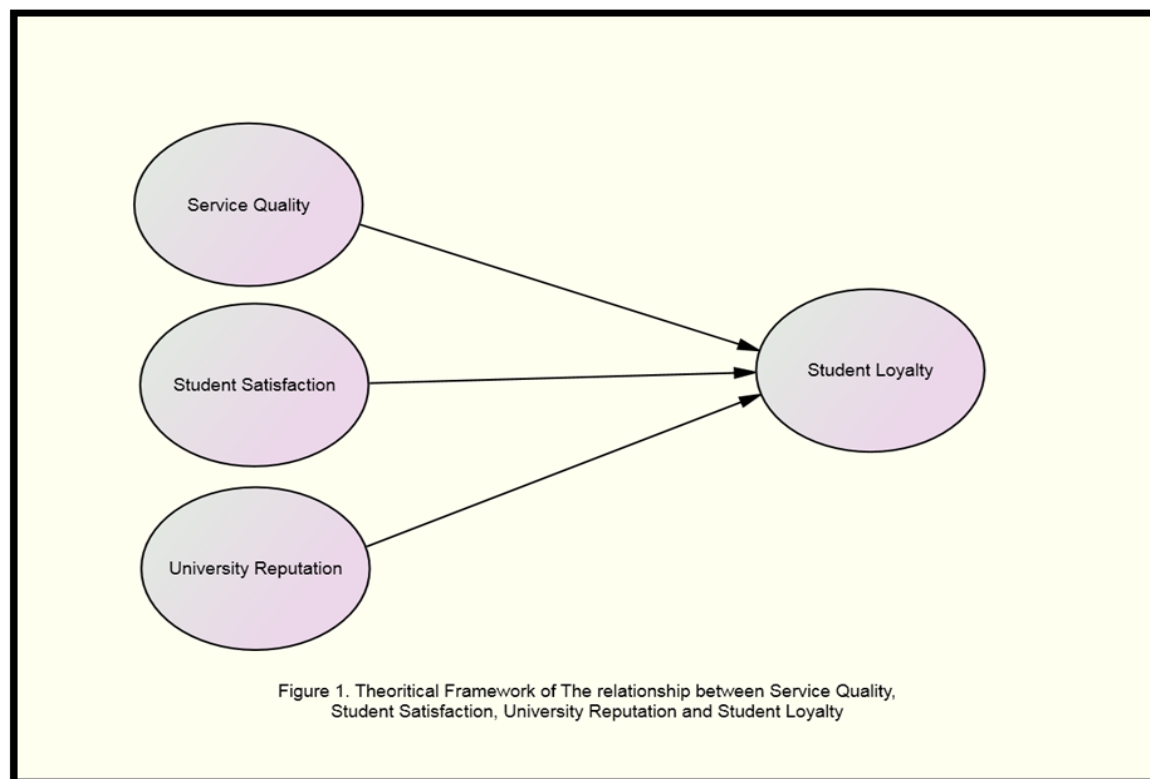 Service Quality
Student Satisfaction
Student Loyalty
University Reputation
Figure 1. Theoritical Framework of The relationship between Service Quality,
Student Satisfaction, University Reputation and Student Loyalty